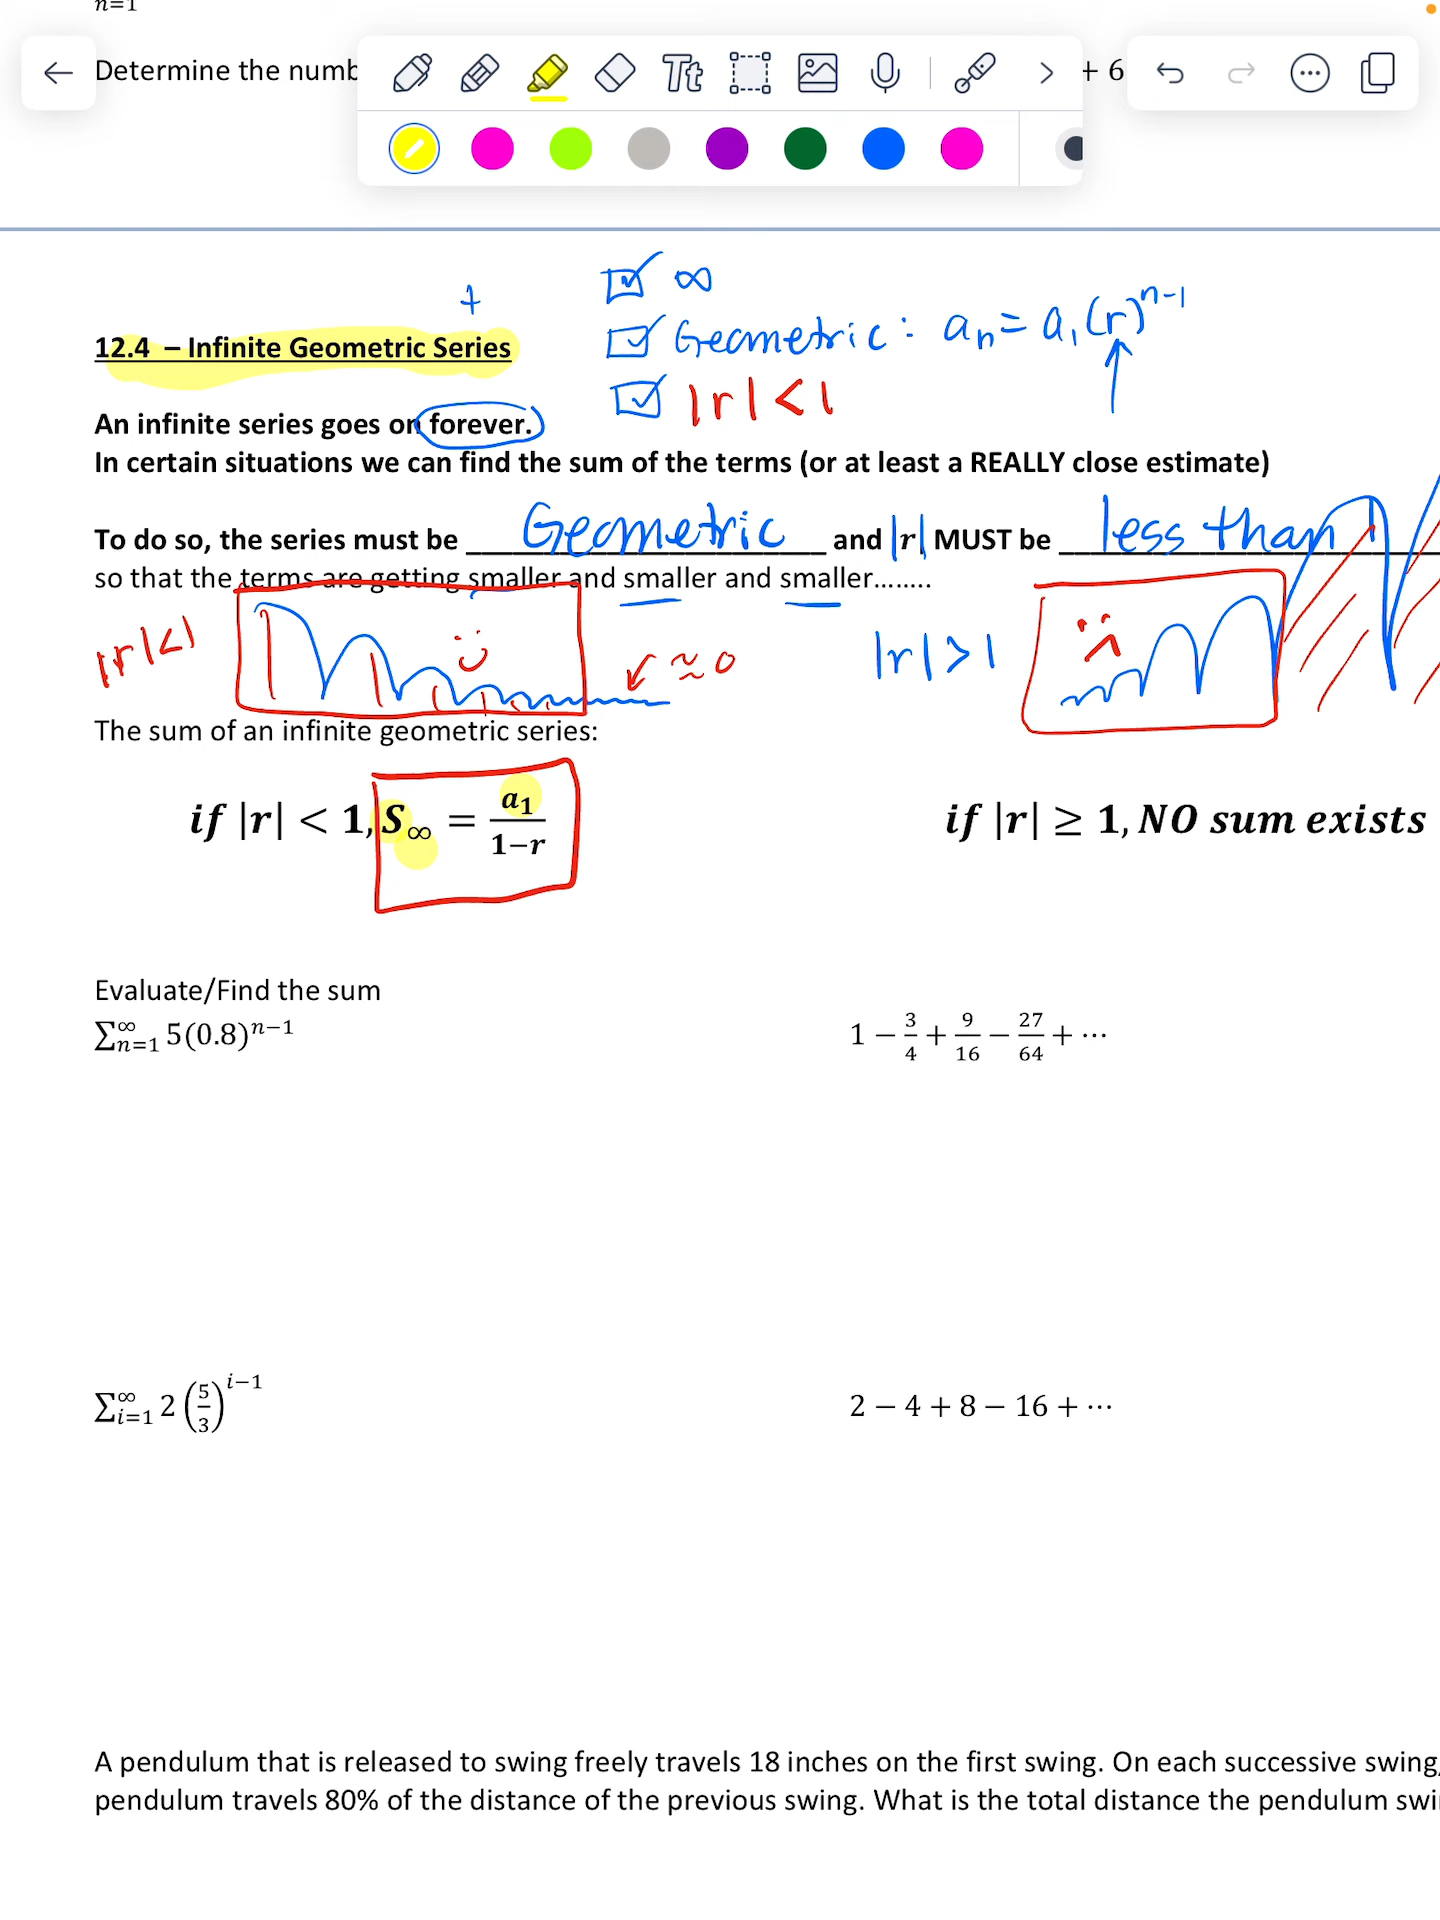 n=1
Determine the numb
+ 6
Tt
+
☑ ∞
12.4 – Infinite Geometric Series
☑ Geometric: aₙ = a₁(r)ⁿ⁻¹
☑ |r| < 1
An infinite series goes on forever.
In certain situations we can find the sum of the terms (or at least a REALLY close estimate)
To do so, the series must be Geometric and |r| MUST be less than 1
so that the terms are getting smaller and smaller and smaller……..
|r|<1
≈0
|r|>1
The sum of an infinite geometric series:
if |r| < 1, S∞ = a₁/(1−r)
if |r| ≥ 1, NO sum exists
Evaluate/Find the sum
∑_{n=1}^{∞} 5(0.8)ⁿ⁻¹
1 − 3/4 + 9/16 − 27/64 + ⋯
∑_{i=1}^{∞} 2(5/3)^{i−1}
2 − 4 + 8 − 16 + ⋯
A pendulum that is released to swing freely travels 18 inches on the first swing. On each successive swing,
pendulum travels 80% of the distance of the previous swing. What is the total distance the pendulum swi